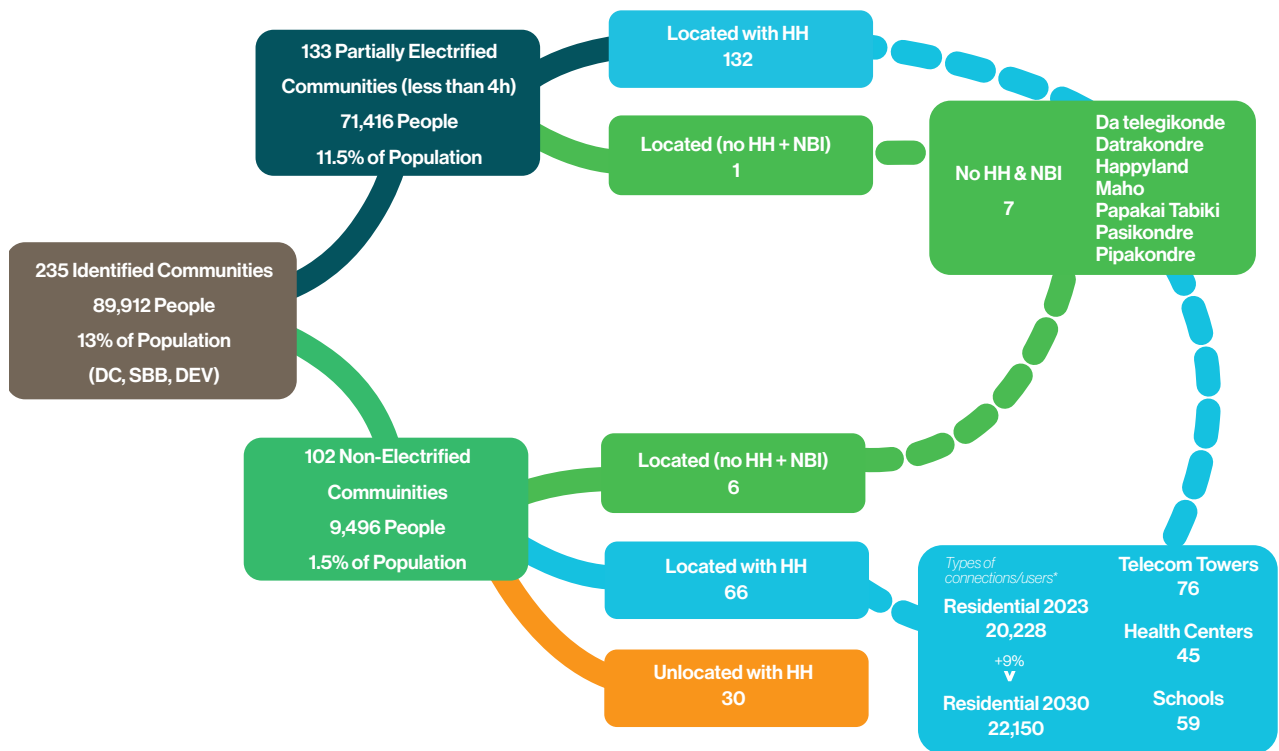 133 Partially Electrified
Communities (less than 4h)
71,416 People
11.5% of Population
Located with HH
132
Located (no HH + NBI)
1
No HH & NBI
7
Da telegikonde
Datrakondre
Happyland
Maho
Papakai Tabiki
Pasikondre
Pipakondre
235 Identified Communities
89,912 People
13% of Population
(DC, SBB, DEV)
102 Non-Electrified
Commuinities
9,496 People
1.5% of Population
Located (no HH + NBI)
6
Located with HH
66
Unlocated with HH
30
Types of
connections/users*
Residential 2023
20,228
+9%
Residential 2030
22,150
Telecom Towers
76
Health Centers
45
Schools
59